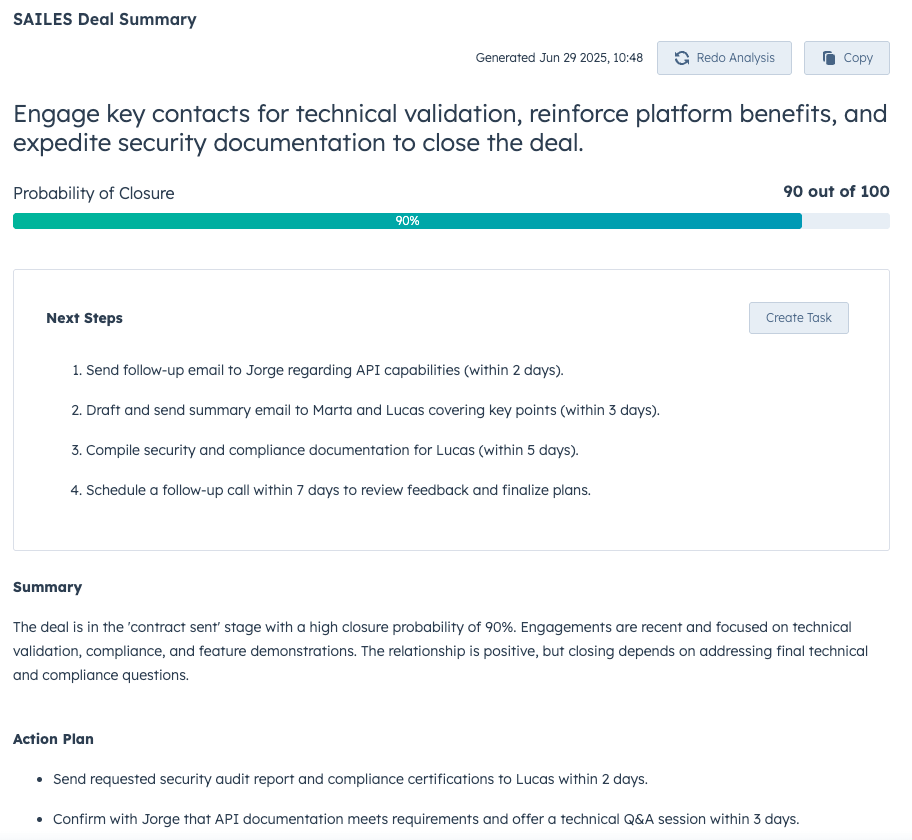 SAILES Deal Summary
Generated Jun 29 2025, 10:48
Redo Analysis
Copy
Engage key contacts for technical validation, reinforce platform benefits, and
expedite security documentation to close the deal.
Probability of Closure
90 out of 100
90%
Next Steps
Create Task
1. Send follow-up email to Jorge regarding API capabilities (within 2 days).
2. Draft and send summary email to Marta and Lucas covering key points (within 3 days).
3. Compile security and compliance documentation for Lucas (within 5 days).
4. Schedule a follow-up call within 7 days to review feedback and finalize plans.
Summary
The deal is in the 'contract sent' stage with a high closure probability of 90%. Engagements are recent and focused on technical
validation, compliance, and feature demonstrations. The relationship is positive, but closing depends on addressing final technical
and compliance questions.
Action Plan
• Send requested security audit report and compliance certifications to Lucas within 2 days.
• Confirm with Jorge that API documentation meets requirements and offer a technical Q&A session within 3 days.